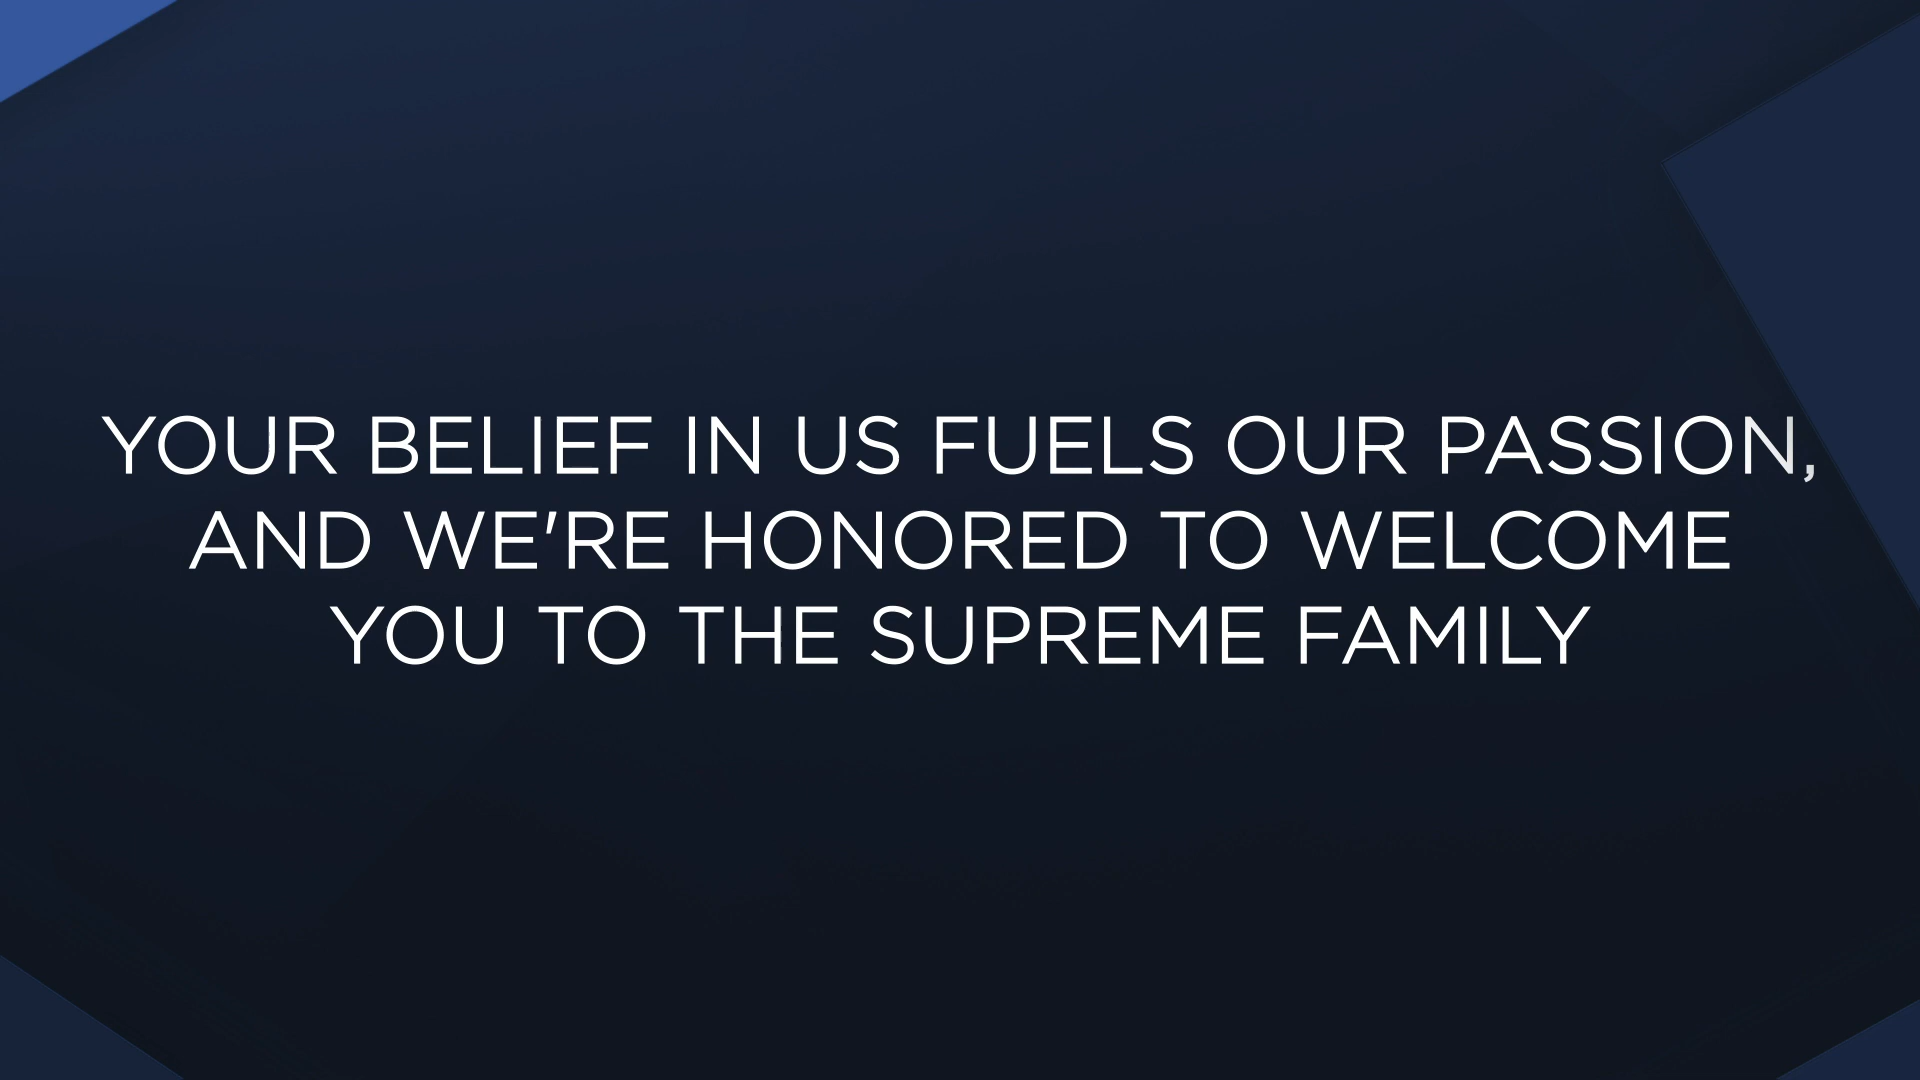 YOUR BELIEF IN US FUELS OUR PASSION,
AND WE'RE HONORED TO WELCOME
YOU TO THE SUPREME FAMILY